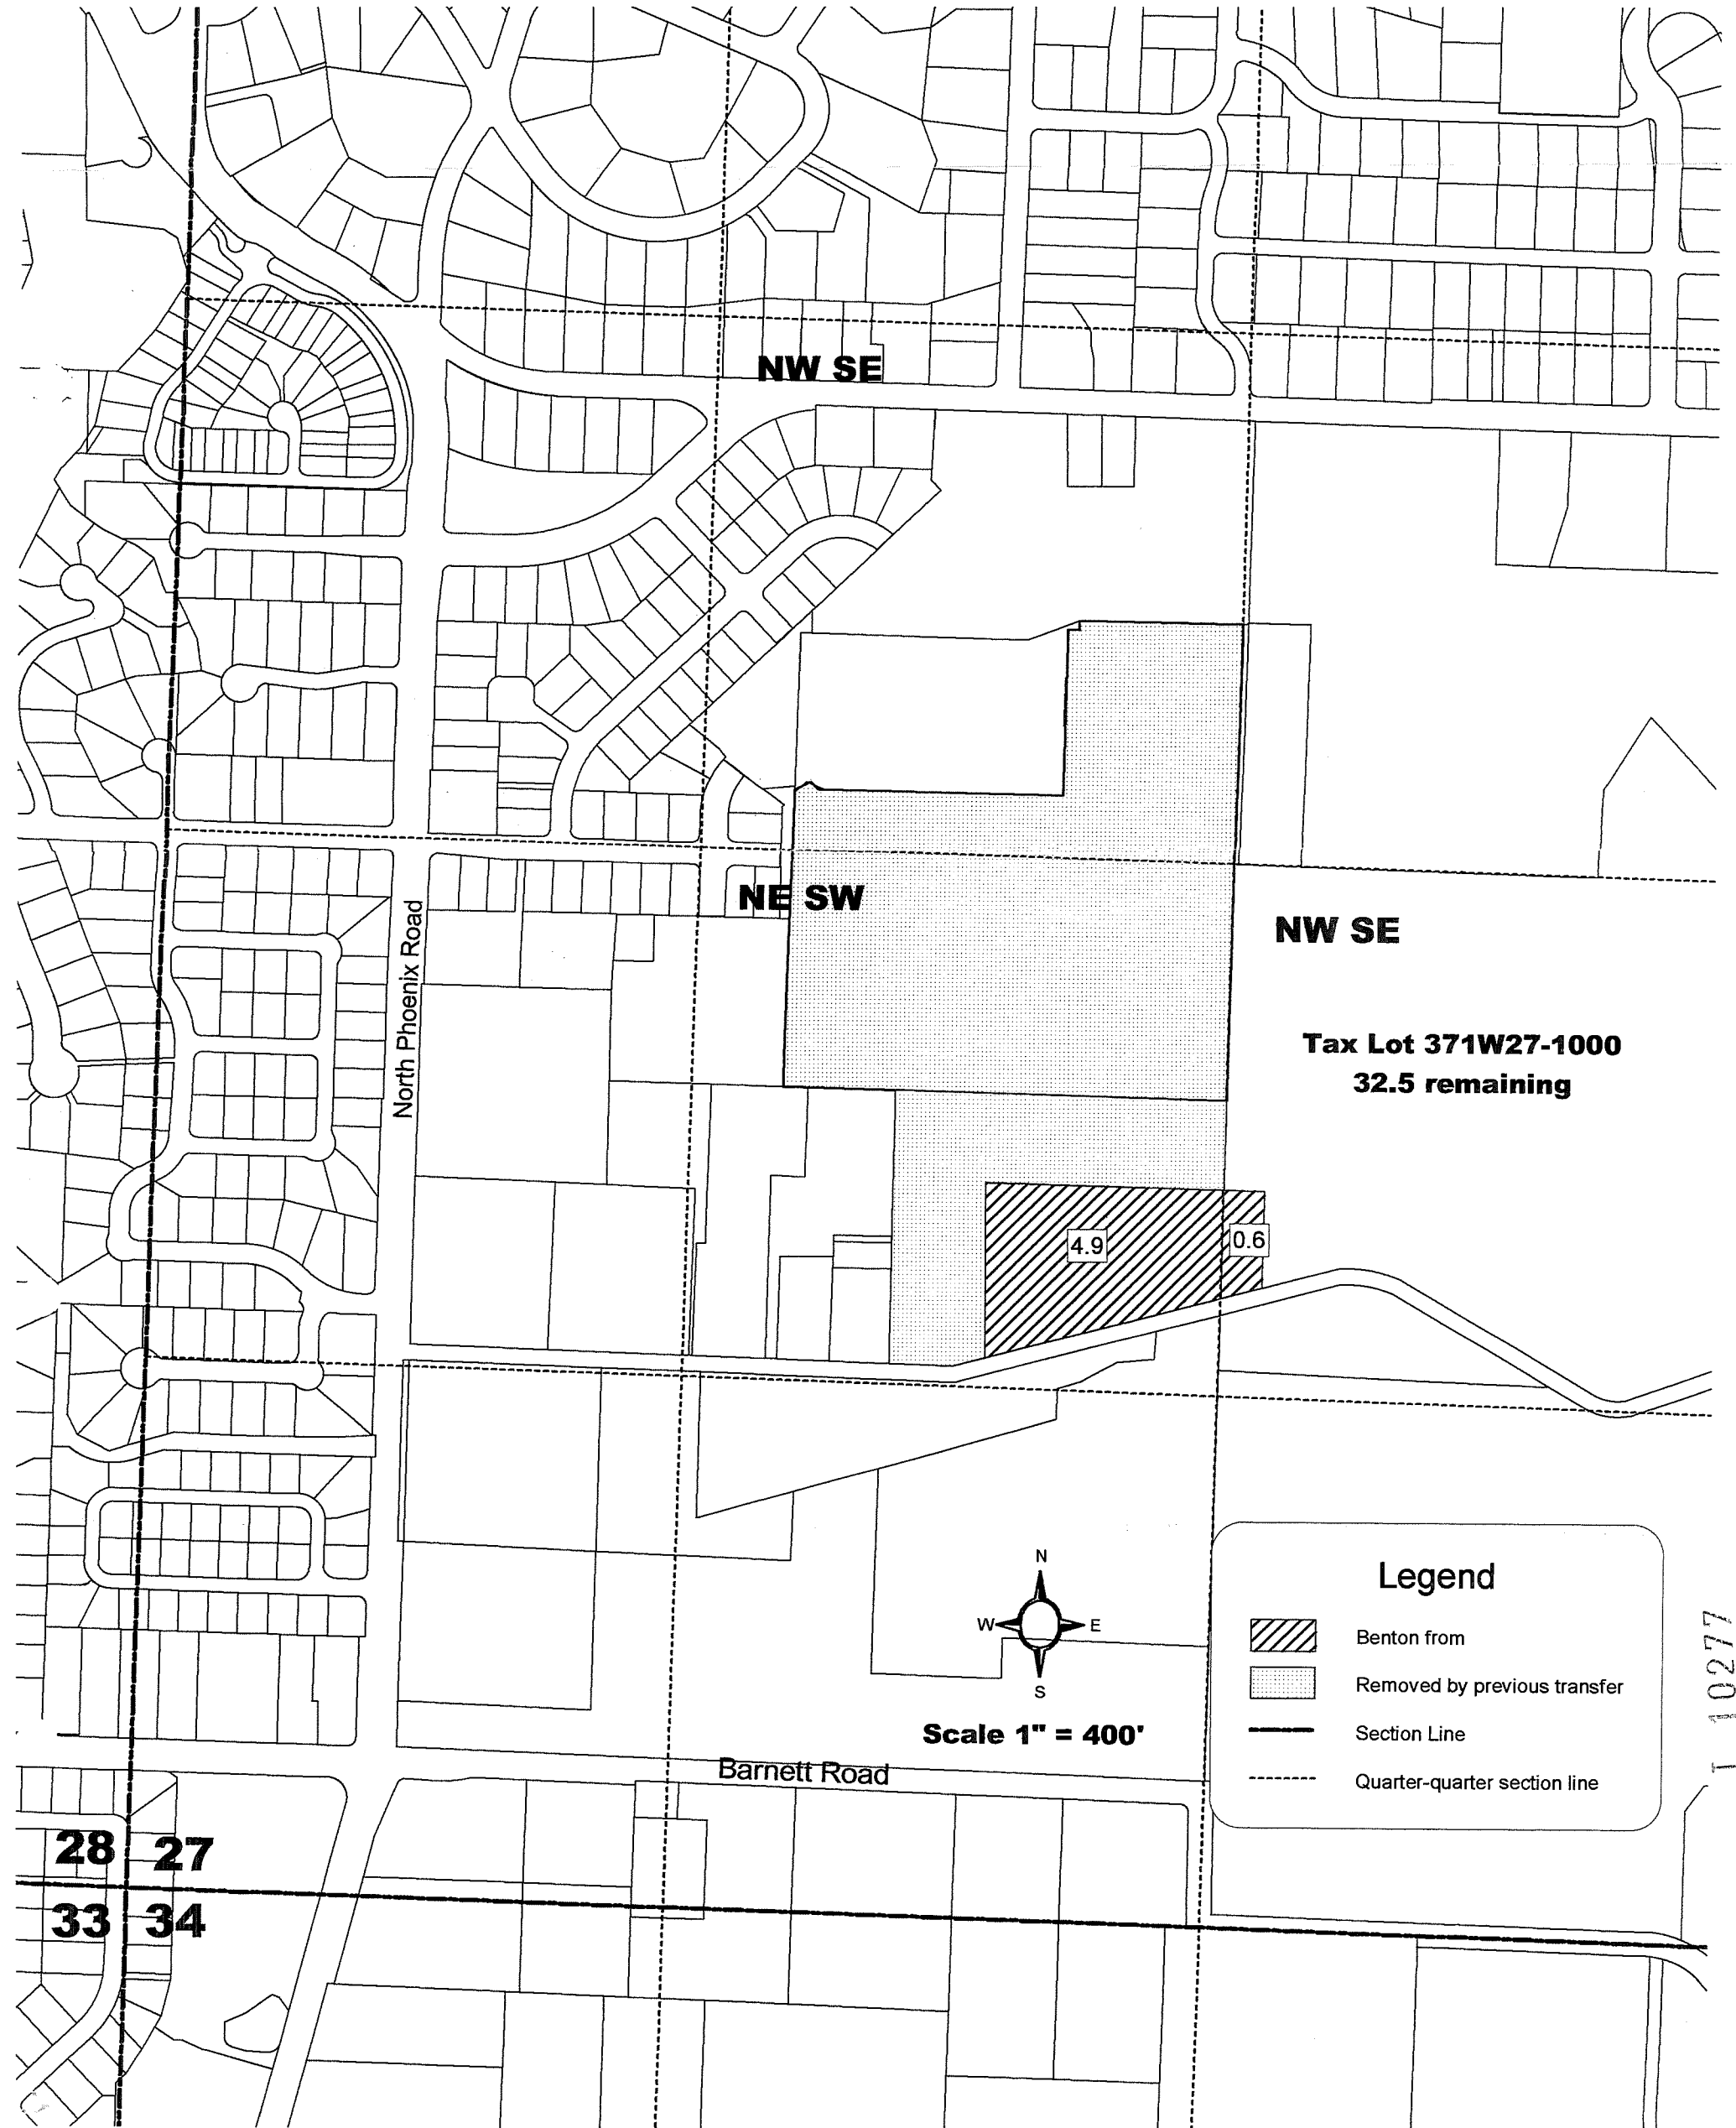 NW SE
NE SW
NW SE
North Phoenix Road
Tax Lot 371W27-1000
32.5 remaining
4.9
0.6
N
W
E
S
Scale 1" = 400'
Legend
Benton from
Removed by previous transfer
Section Line
Quarter-quarter section line
T 10277
Barnett Road
28 27
33 34